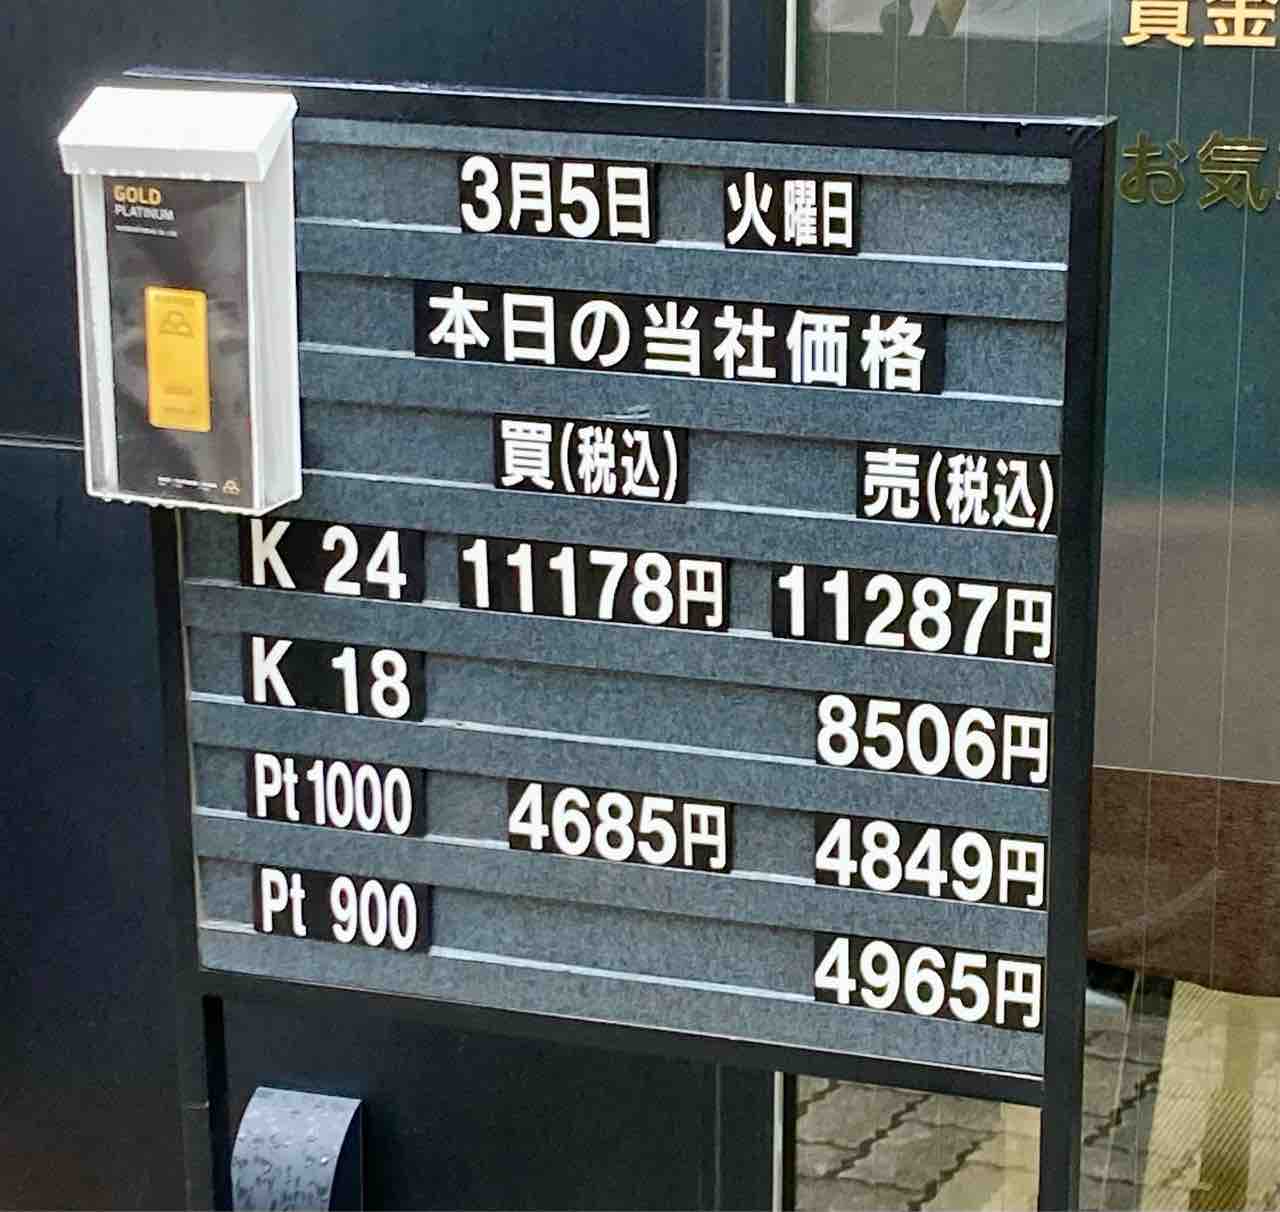 貴金
お気
GOLD
PLATINUM
3月5日 火曜日
本日の当社価格
買(税込) 売(税込)
K 24 11178円 11287円
K 18 8506円
Pt1000 4685円 4849円
Pt 900 4965円